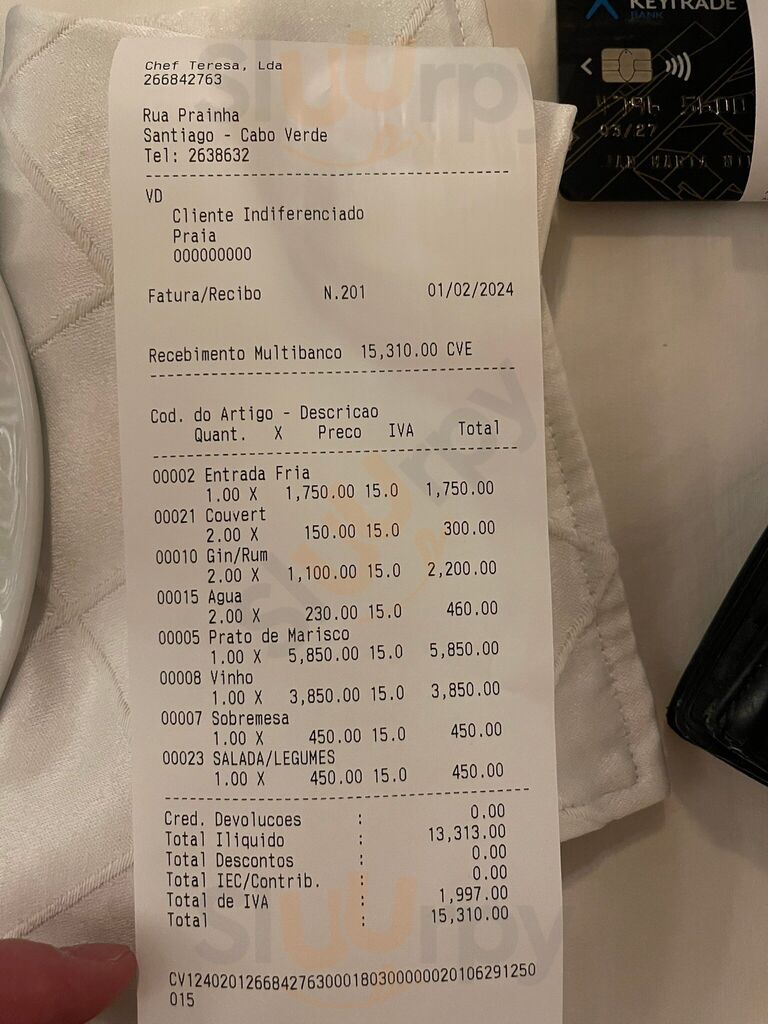 KEYTRADE
BANK
03/27
Chef Teresa, Lda
266842763
Rua Prainha
Santiago - Cabo Verde
Tel: 2638632
VD
Cliente Indiferenciado
Praia
000000000
Fatura/Recibo N.201 01/02/2024
Recebimento Multibanco 15,310.00 CVE
Cod. do Artigo - Descricao
Quant. X Preco IVA Total
00002 Entrada Fria
1.00 X 1,750.00 15.0 1,750.00
00021 Couvert
2.00 X 150.00 15.0 300.00
00010 Gin/Rum
2.00 X 1,100.00 15.0 2,200.00
00015 Agua
2.00 X 230.00 15.0 460.00
00005 Prato de Marisco
1.00 X 5,850.00 15.0 5,850.00
00008 Vinho
1.00 X 3,850.00 15.0 3,850.00
00007 Sobremesa
1.00 X 450.00 15.0 450.00
00023 SALADA/LEGUMES
1.00 X 450.00 15.0 450.00
Cred. Devolucoes : 0.00
Total Iliquido : 13,313.00
Total Descontos : 0.00
Total IEC/Contrib. : 0.00
Total de IVA : 1,997.00
Total : 15,310.00
CV1240201266842763000180300000020106291250
015
Sluurpy
Sluurpy
Sluurpy